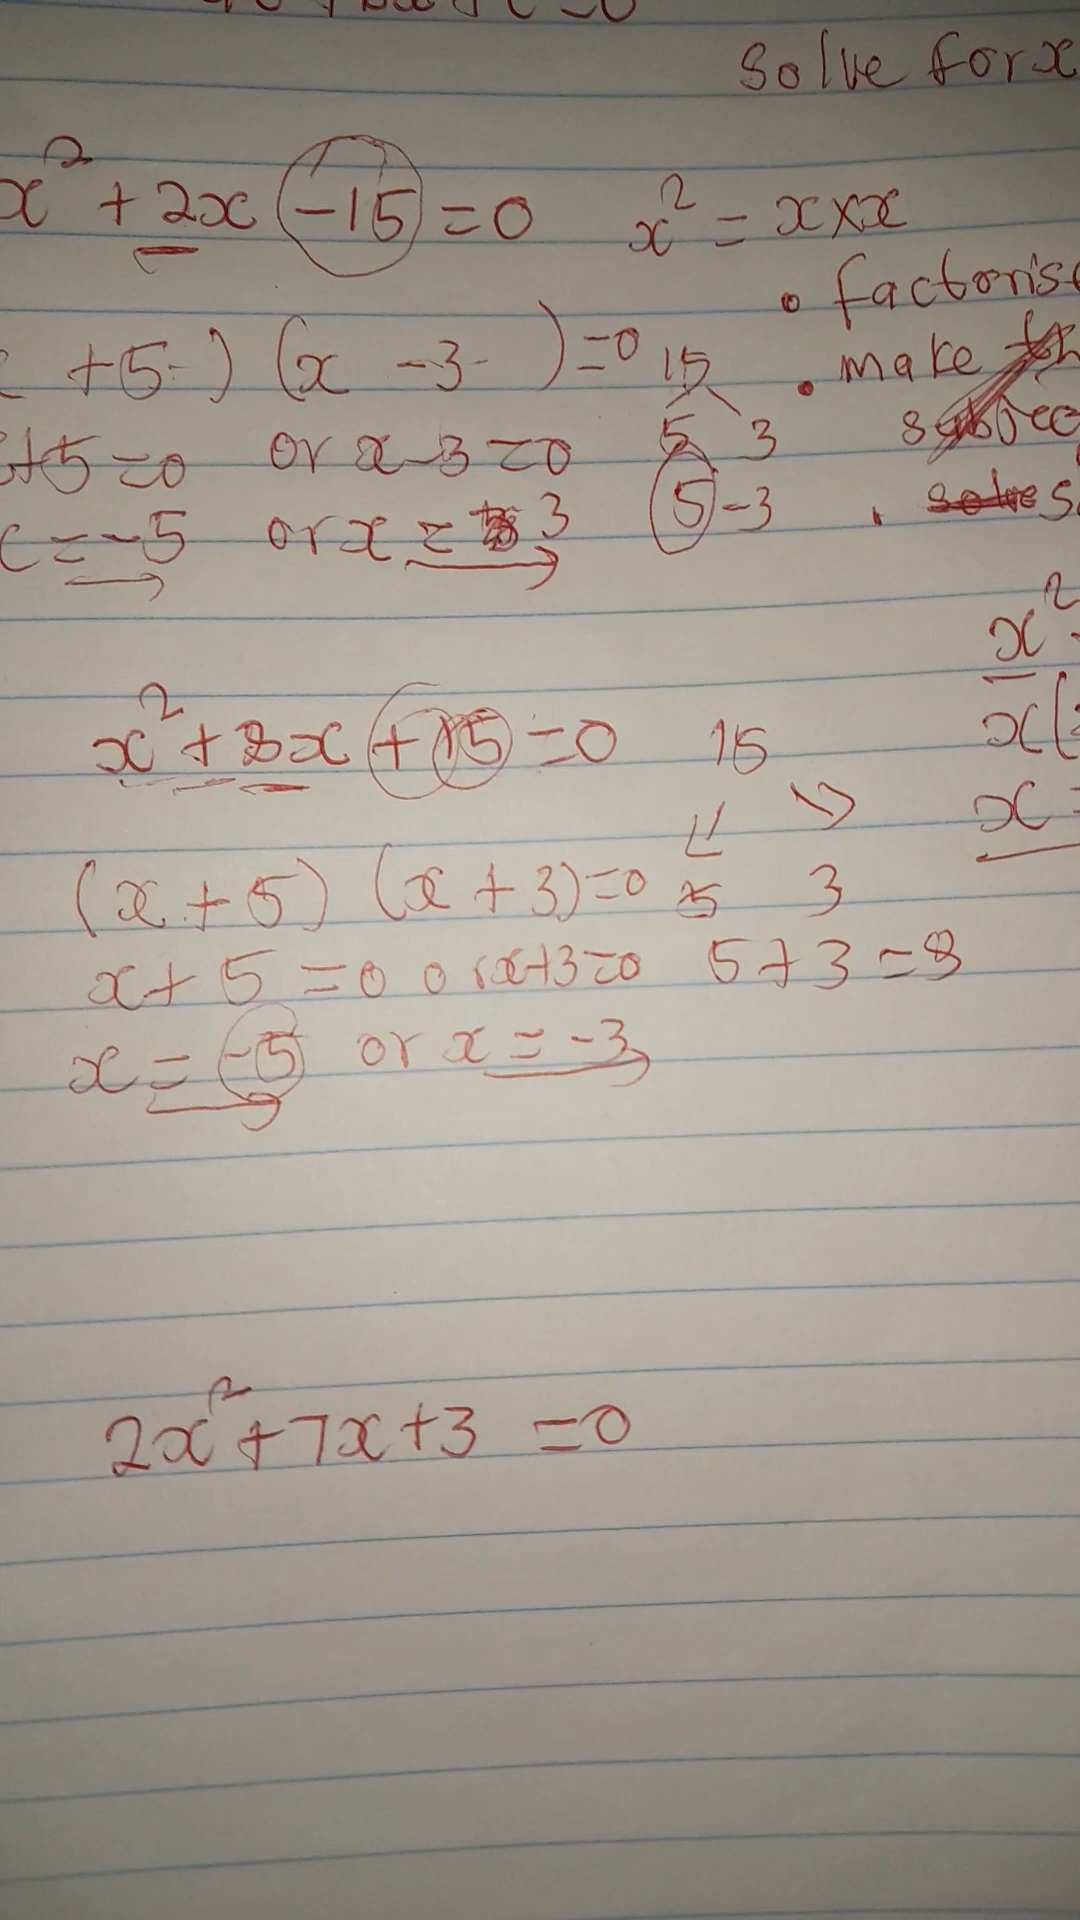 solve for x
x² + 2x -15 = 0 x² = x × x
• factoris
+5 ) (x -3 ) = 0 15 • make
+5 = 0 or x - 3 = 0 5 3
= -5 or x = 3 5 - 3
x²
x² + 8x + 15 = 0 15 x(
x =
(x + 5) (x + 3) = 0 5 3
x + 5 = 0 or x + 3 = 0 5 + 3 = 8
x = -5 or x = -3
2x² + 7x + 3 = 0